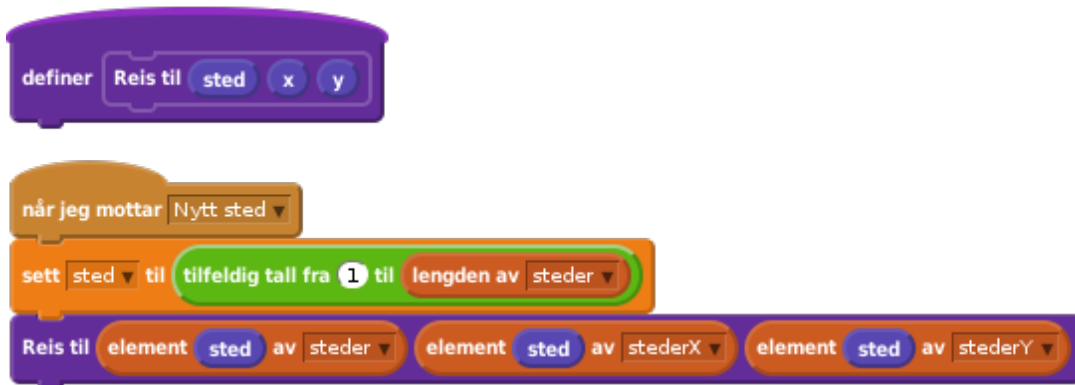 definer Reis til sted x y
når jeg mottar Nytt sted
sett sted til tilfeldig tall fra 1 til lengden av steder
Reis til element sted av steder element sted av stederX element sted av stederY